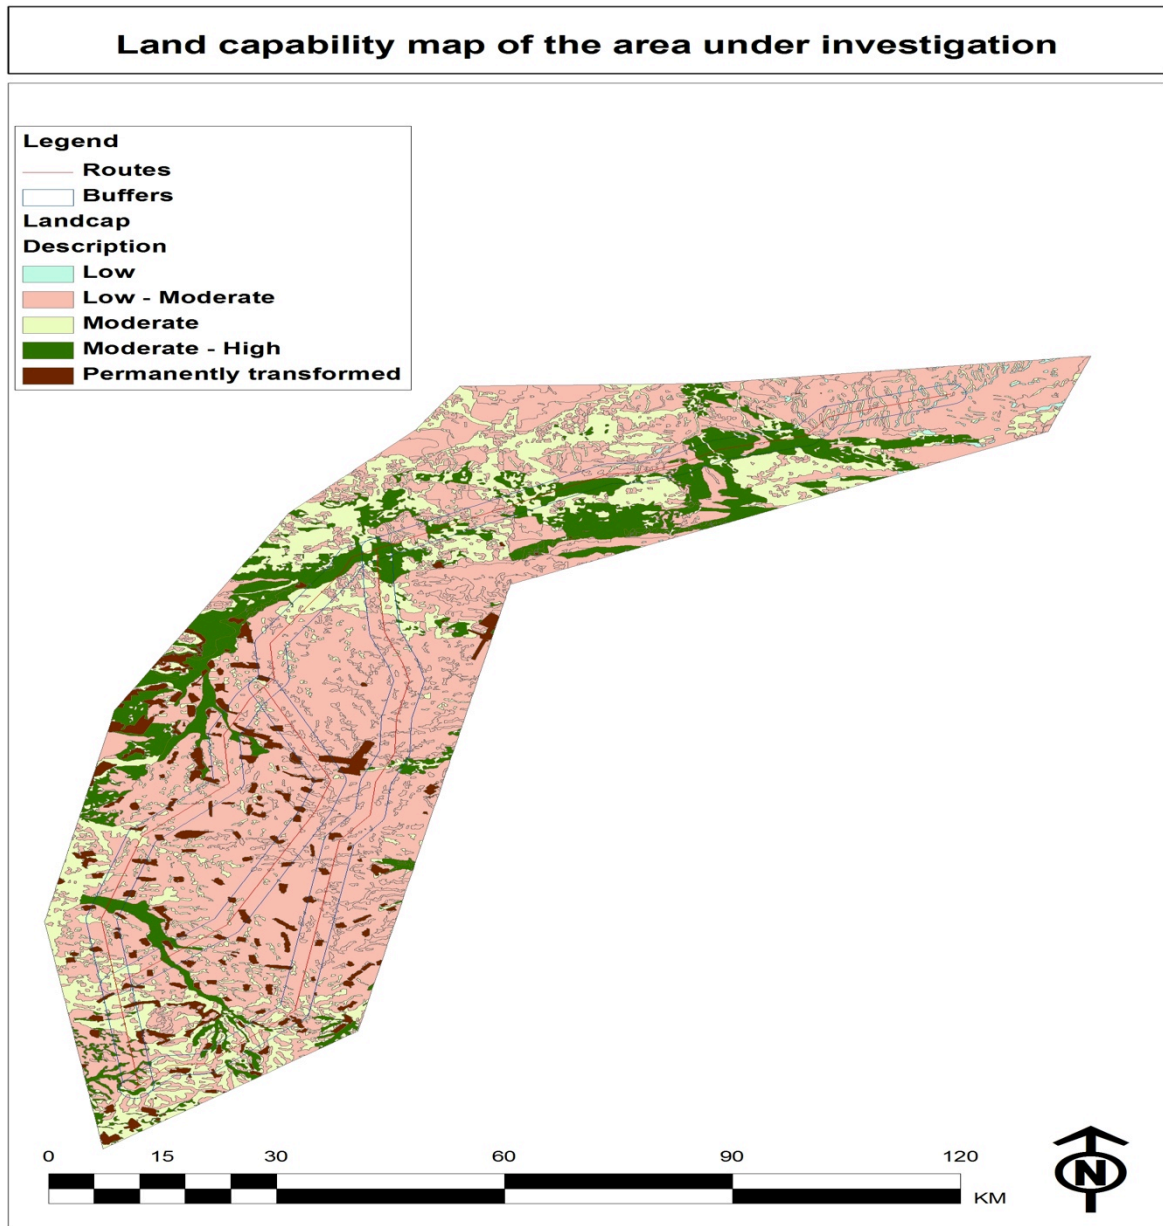 Land capability map of the area under investigation
Legend
Routes
Buffers
Landcap
Description
Low
Low - Moderate
Moderate
Moderate - High
Permanently transformed
0 15 30 60 90 120
KM
N